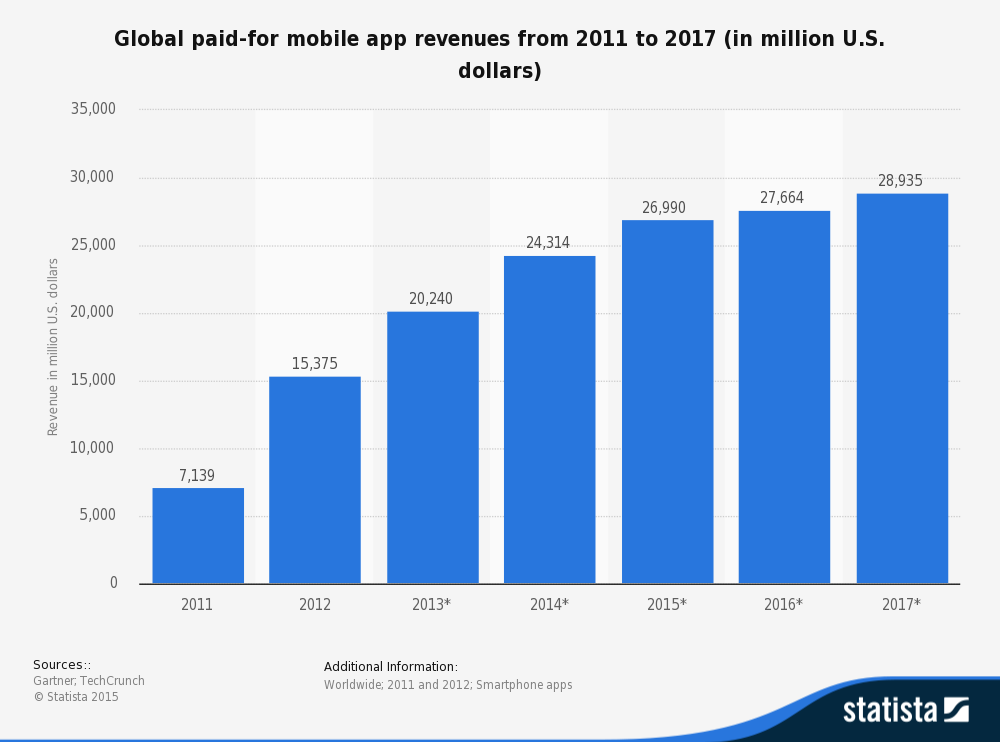 Global paid-for mobile app revenues from 2011 to 2017 (in million U.S.
dollars)
35,000
30,000
25,000
20,000
15,000
10,000
5,000
0
Revenue in million U.S. dollars
7,139
15,375
20,240
24,314
26,990
27,664
28,935
2011
2012
2013*
2014*
2015*
2016*
2017*
Sources::
Gartner; TechCrunch
© Statista 2015
Additional Information:
Worldwide; 2011 and 2012; Smartphone apps
statista